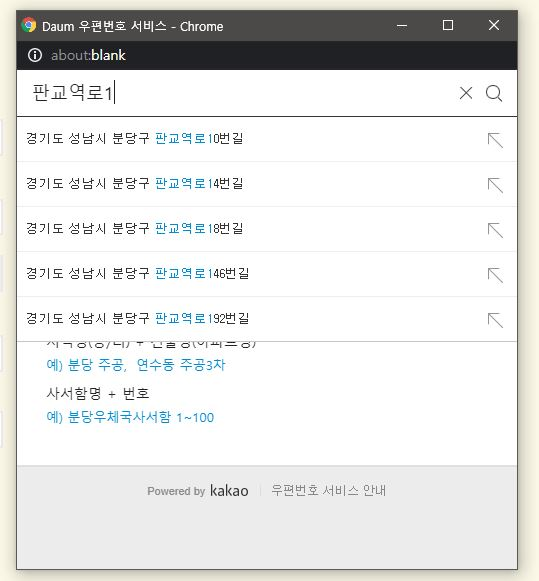 Daum 우편번호 서비스 - Chrome
about:blank
판교역로1
경기도 성남시 분당구 판교역로10번길
경기도 성남시 분당구 판교역로14번길
경기도 성남시 분당구 판교역로18번길
경기도 성남시 분당구 판교역로146번길
경기도 성남시 분당구 판교역로192번길
예) 분당 주공, 연수동 주공3차
사서함명 + 번호
예) 분당우체국사서함 1~100
Powered by kakao 우편번호 서비스 안내